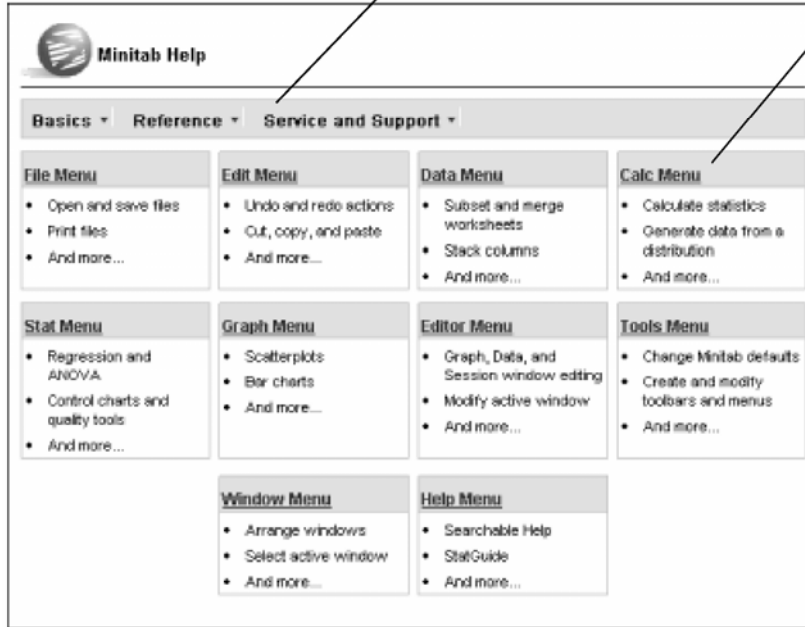 Minitab Help
Basics Reference Service and Support
File Menu
• Open and save files
• Print files
• And more...
Edit Menu
• Undo and redo actions
• Cut, copy, and paste
• And more...
Data Menu
• Subset and merge
worksheets
• Stack columns
• And more...
Calc Menu
• Calculate statistics
• Generate data from a
distribution
• And more...
Stat Menu
• Regression and
ANOVA
• Control charts and
quality tools
• And more...
Graph Menu
• Scatterplots
• Bar charts
• And more...
Editor Menu
• Graph, Data, and
Session window editing
• Modify active window
• And more...
Tools Menu
• Change Minitab defaults
• Create and modify
toolbars and menus
• And more...
Window Menu
• Arrange windows
• Select active window
• And more...
Help Menu
• Searchable Help
• StatGuide
• And more...